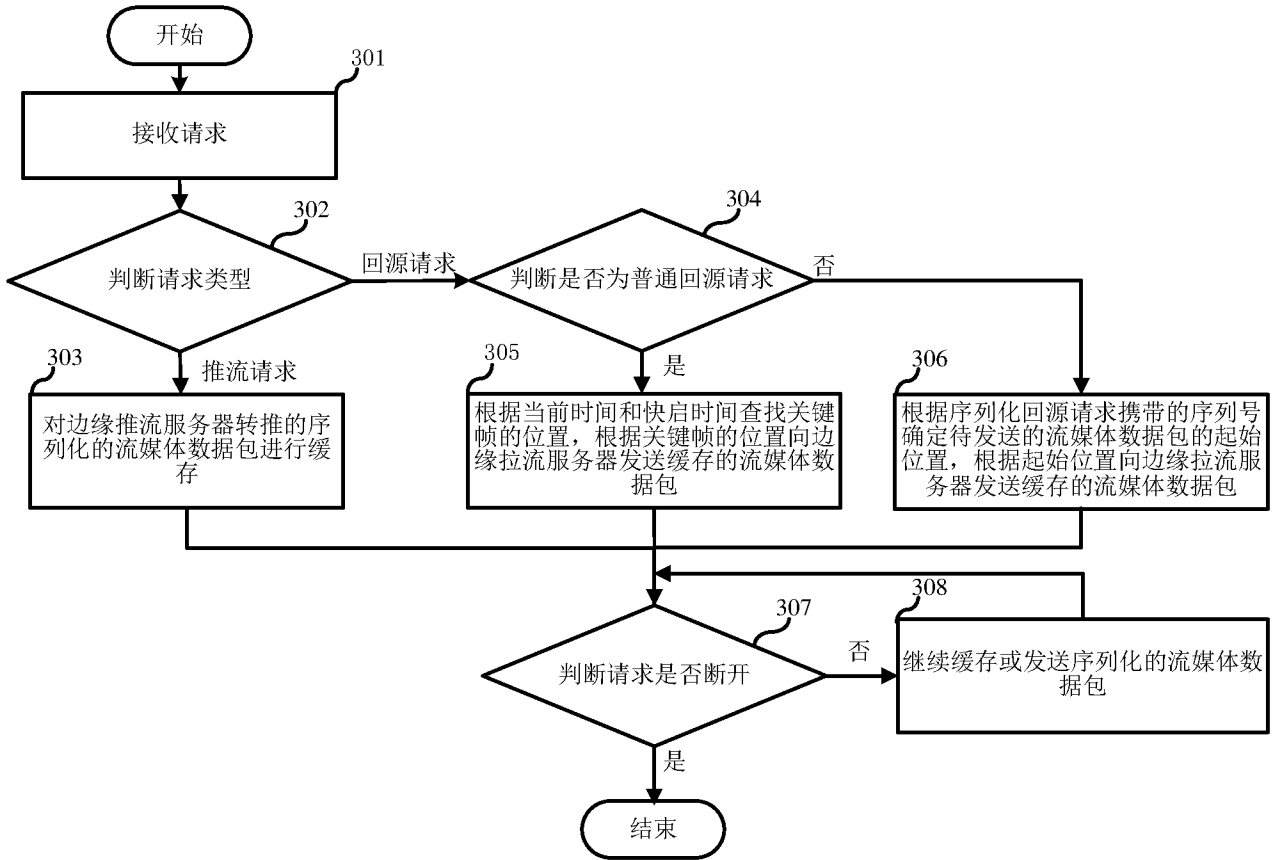 开始
301
接收请求
302
判断请求类型
回源请求
304
判断是否为普通回源请求
否
303
推流请求
对边缘推流服务器转推的序
列化的流媒体数据包进行缓
存
305
是
根据当前时间和快启时间查找关键
帧的位置，根据关键帧的位置向边
缘拉流服务器发送缓存的流媒体数
据包
306
根据序列化回源请求携带的序列号
确定待发送的流媒体数据包的起始
位置，根据起始位置向边缘拉流服
务器发送缓存的流媒体数据包
307
判断请求是否断开
否
308
继续缓存或发送序列化的流媒体数
据包
是
结束